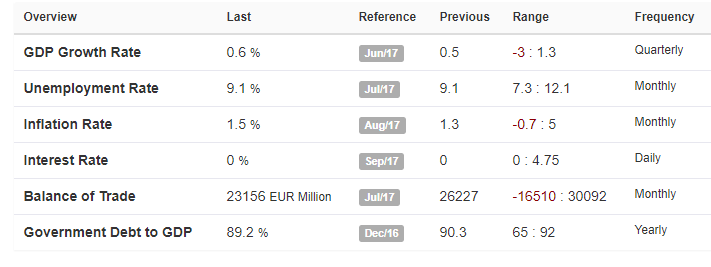 Overview Last Reference Previous Range Frequency
GDP Growth Rate 0.6 % Jun/17 0.5 -3 : 1.3 Quarterly
Unemployment Rate 9.1 % Jul/17 9.1 7.3 : 12.1 Monthly
Inflation Rate 1.5 % Aug/17 1.3 -0.7 : 5 Monthly
Interest Rate 0 % Sep/17 0 0 : 4.75 Daily
Balance of Trade 23156 EUR Million Jul/17 26227 -16510 : 30092 Monthly
Government Debt to GDP 89.2 % Dec/16 90.3 65 : 92 Yearly